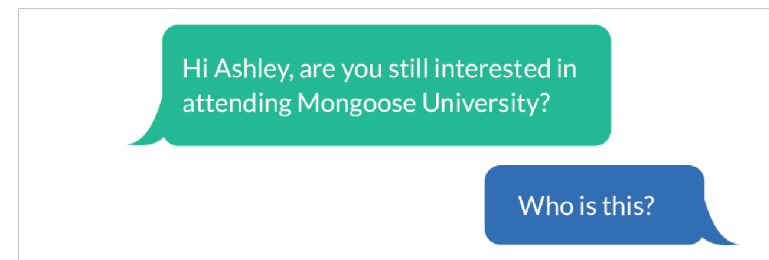 Hi Ashley, are you still interested in
attending Mongoose University?
Who is this?